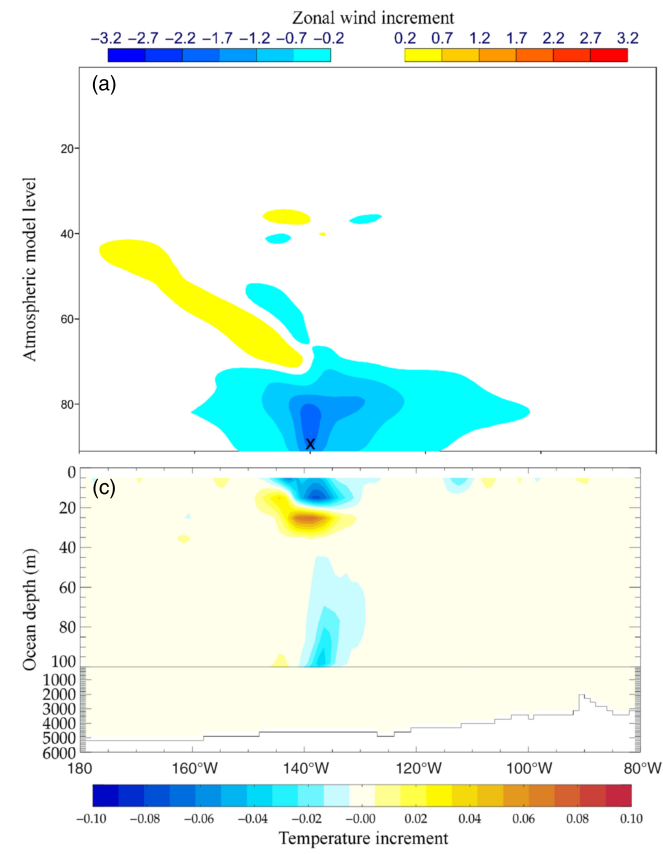 Zonal wind increment
−3.2 −2.7 −2.2 −1.7 −1.2 −0.7 −0.2 0.2 0.7 1.2 1.7 2.2 2.7 3.2
(a)
Atmospheric model level
20
40
60
80
X
(c)
Ocean depth (m)
0
20
40
60
80
100
1000
2000
3000
4000
5000
6000
180 160°W 140°W 120°W 100°W 80°W
−0.10 −0.08 −0.06 −0.04 −0.02 −0.00 0.02 0.04 0.06 0.08 0.10
Temperature increment